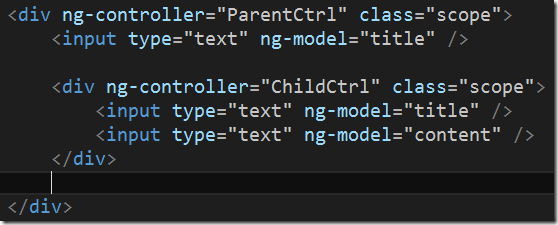 <div ng-controller="ParentCtrl" class="scope">
<input type="text" ng-model="title" />
<div ng-controller="ChildCtrl" class="scope">
<input type="text" ng-model="title" />
<input type="text" ng-model="content" />
</div>
</div>